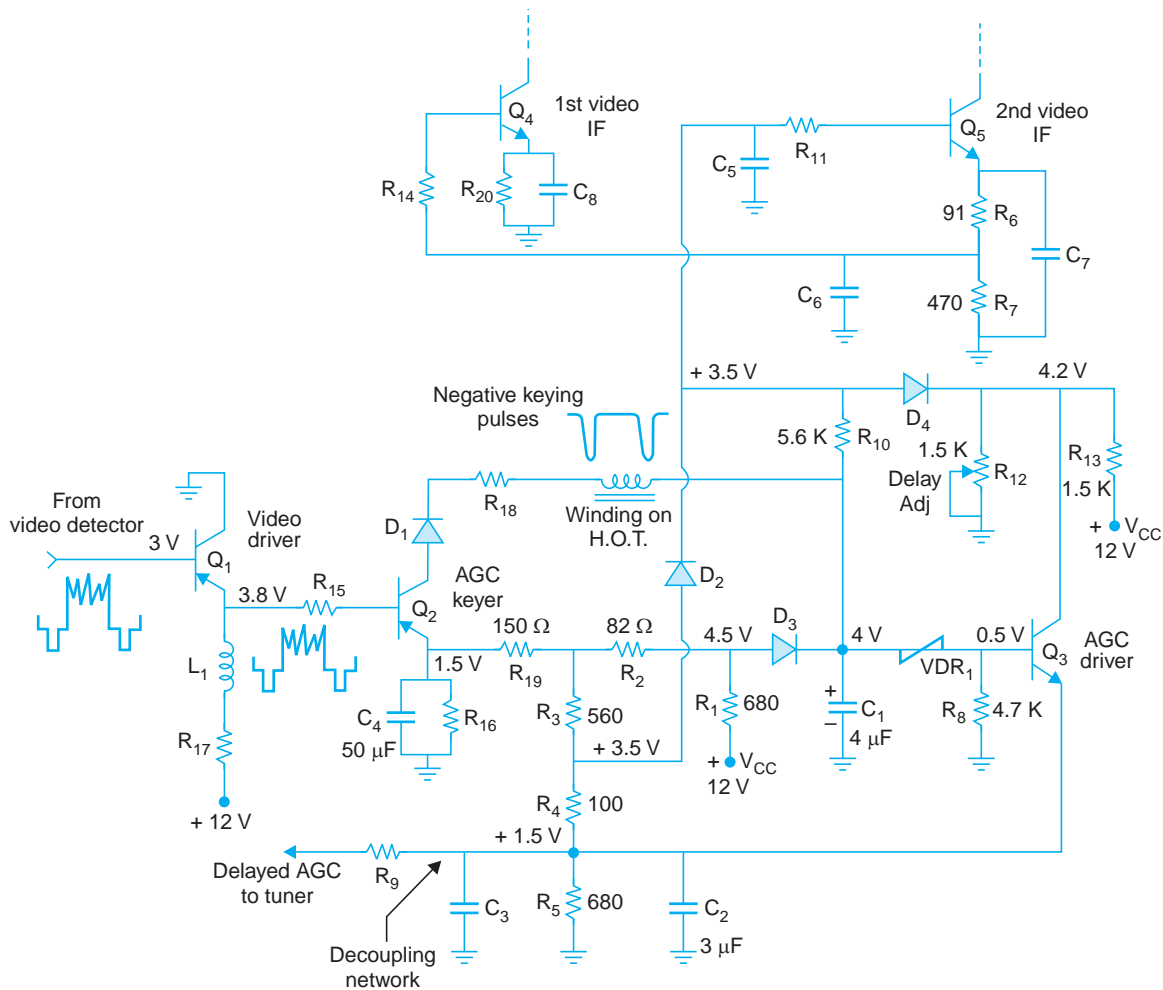 Q4
1st video
IF
R14
R20
C8
2nd video
IF
Q5
R11
C5
91
R6
C7
C6
470
R7
+ 3.5 V
4.2 V
Negative keying
pulses
D4
5.6 K
R10
1.5 K
R12
Delay
Adj
R13
1.5 K
+ VCC
12 V
R18
Winding on
H.O.T.
From
video detector
3 V
Video
driver
Q1
D1
3.8 V
R15
AGC
keyer
Q2
D2
150 Ω
R19
82 Ω
R2
4.5 V
D3
4 V
VDR1
0.5 V
Q3
AGC
driver
L1
1.5 V
R17
+ 12 V
C4
50 μF
R16
R3
560
R1
680
+ VCC
12 V
+
–
C1
4 μF
R8
4.7 K
+ 3.5 V
R4
100
+ 1.5 V
Delayed AGC
to tuner
R9
C3
R5
680
C2
3 μF
Decoupling
network